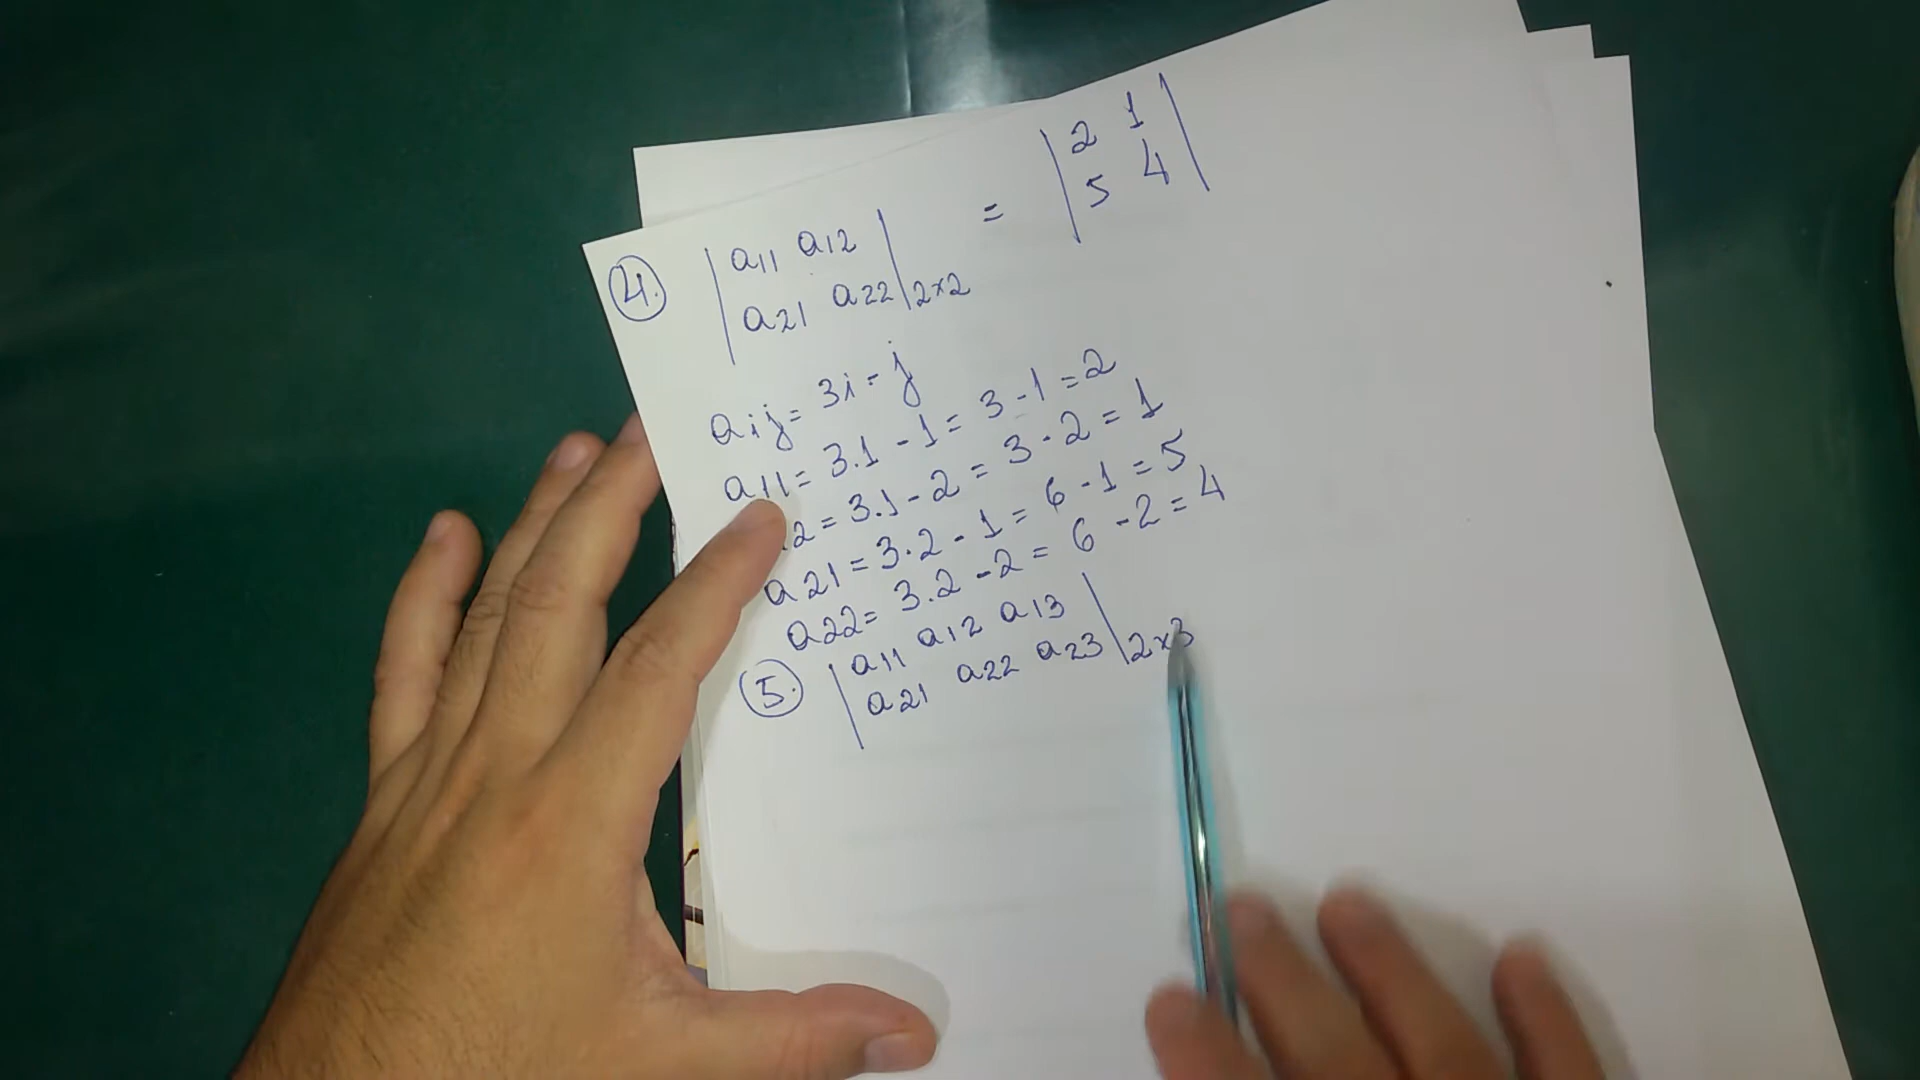 4. | a11 a12 | = | 2 1 |
| a21 a22 | 2x2 | 5 4 |
aij = 3i - j
a11 = 3.1 - 1 = 3 - 1 = 2
2 = 3.1 - 2 = 3 - 2 = 1
a21 = 3.2 - 1 = 6 - 1 = 5
a22 = 3.2 - 2 = 6 - 2 = 4
5. | a11 a12 a13 |
| a21 a22 a23 | 2x3